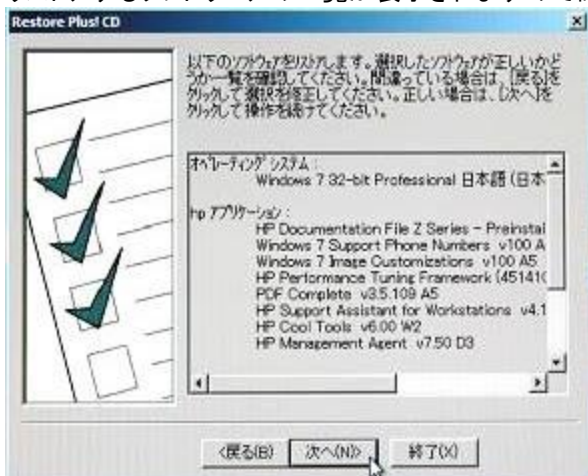 Restore Plus! CD
以下のソフトウェアをリストアします。選択したソフトウェアが正しいかど
うか一覧を確認してください。間違っている場合は、[戻る]を
クリックして選択を修正してください。正しい場合は、[次へ]を
クリックして操作を続けてください。
オペレーティング システム :
Windows 7 32-bit Professional 日本語 (日本
hp アプリケーション :
HP Documentation File Z Series - Preinstal
Windows 7 Support Phone Numbers v100 A
Windows 7 Image Customizations v100 A5
HP Performance Tuning Framework (45141
PDF Complete v3.5.109 A5
HP Support Assistant for Workstations v4.1
HP Cool Tools v6.00 W2
HP Management Agent v7.50 D3
<戻る(B)
次へ(N)>
終了(X)